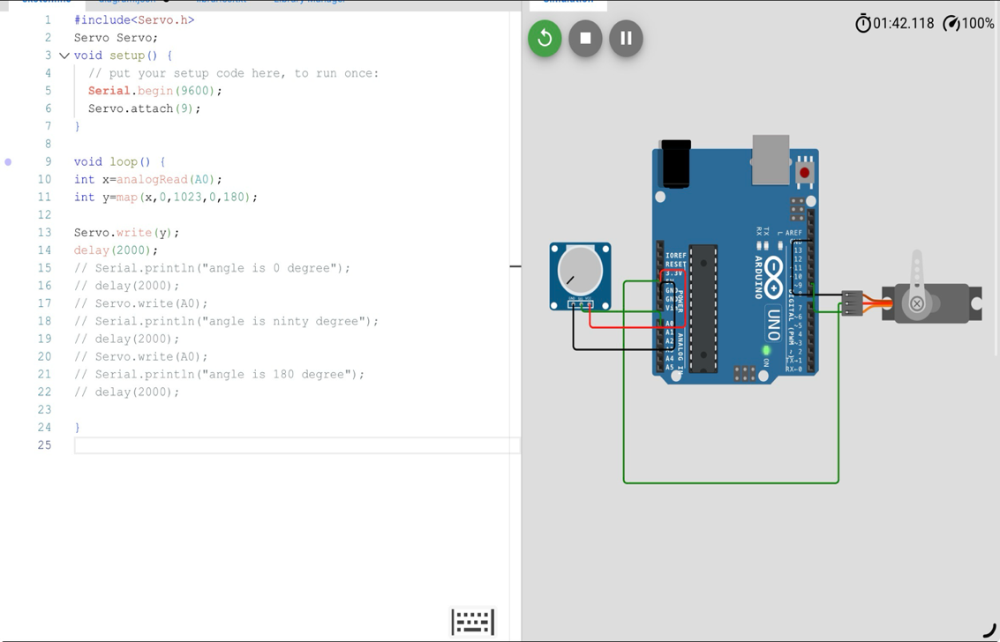 #include<Servo.h>
Servo Servo;
void setup() {
// put your setup code here, to run once:
Serial.begin(9600);
Servo.attach(9);
}
void loop() {
int x=analogRead(A0);
int y=map(x,0,1023,0,180);
Servo.write(y);
delay(2000);
// Serial.println("angle is 0 degree");
// delay(2000);
// Servo.write(A0);
// Serial.println("angle is ninty degree");
// delay(2000);
// Servo.write(A0);
// Serial.println("angle is 180 degree");
// delay(2000);
}
1
2
3
4
5
6
7
8
9
10
11
12
13
14
15
16
17
18
19
20
21
22
23
24
25
01:42.118
100%
IOREF
RESET
3.3V
GND
Vin
A0
A1
A2
A4
A5
POWER
ANALOG IN
RX
TX
L
AREF
13
12
11
~10
~9
7
~6
~5
4
~3
2
TX→1
RX←0
DIGITAL (PWM ~)
ARDUINO
UNO
ON